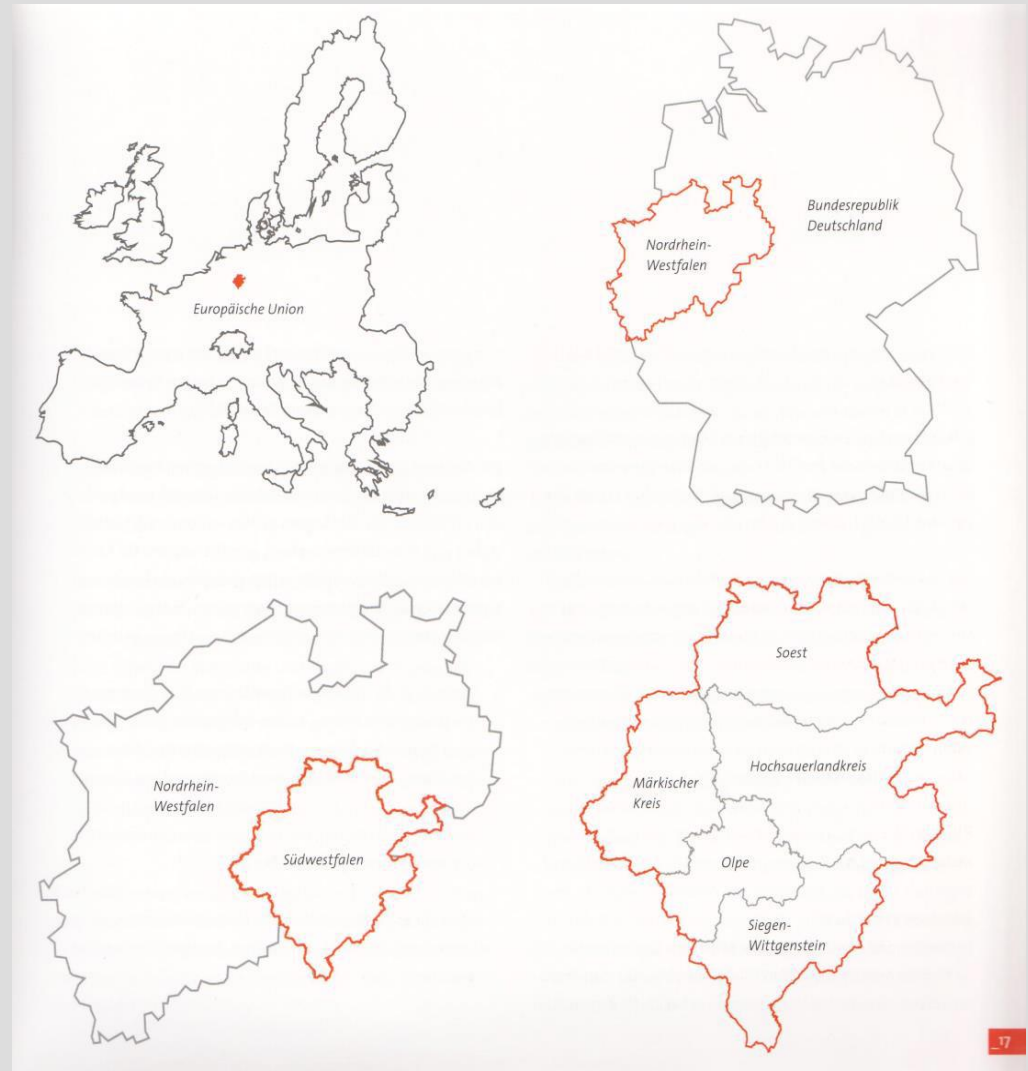 Europäische Union
Bundesrepublik
Deutschland
Nordrhein-
Westfalen
Nordrhein-
Westfalen
Südwestfalen
Soest
Hochsauerlandkreis
Märkischer
Kreis
Olpe
Siegen-
Wittgenstein
_17